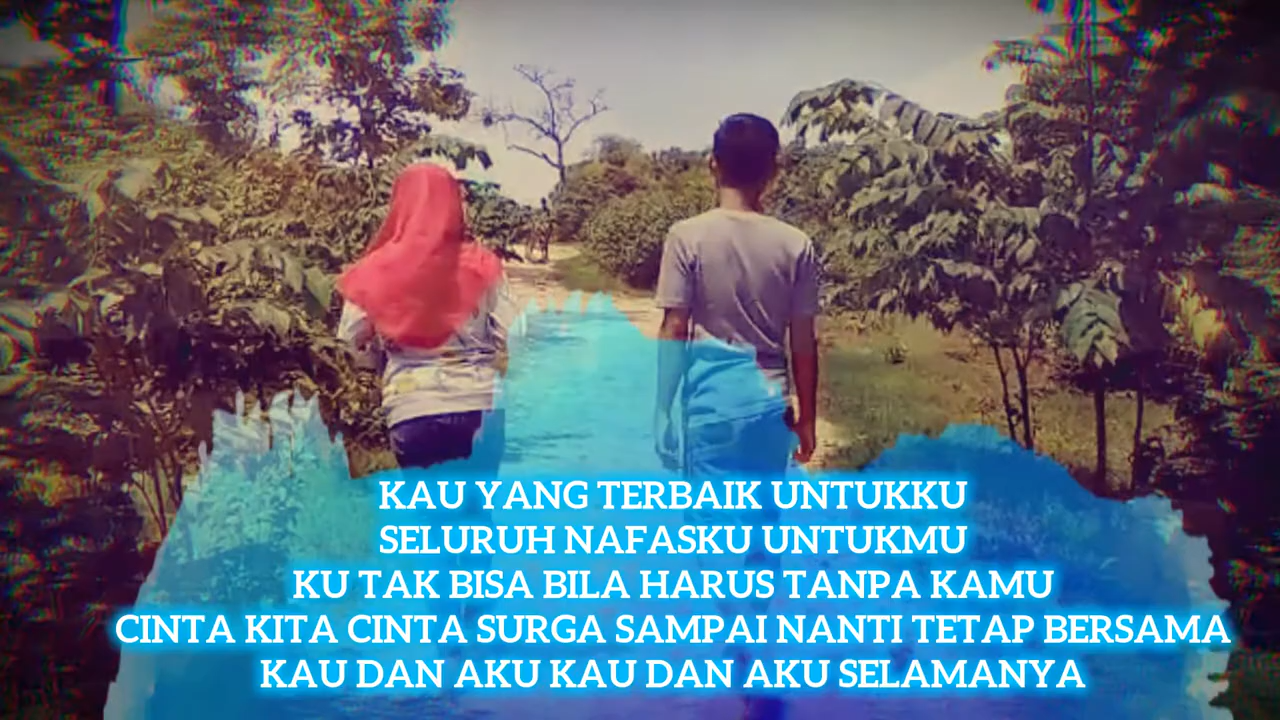 KAU YANG TERBAIK UNTUKKU
SELURUH NAFASKU UNTUKMU
KU TAK BISA BILA HARUS TANPA KAMU
CINTA KITA CINTA SURGA SAMPAI NANTI TETAP BERSAMA
KAU DAN AKU KAU DAN AKU SELAMANYA